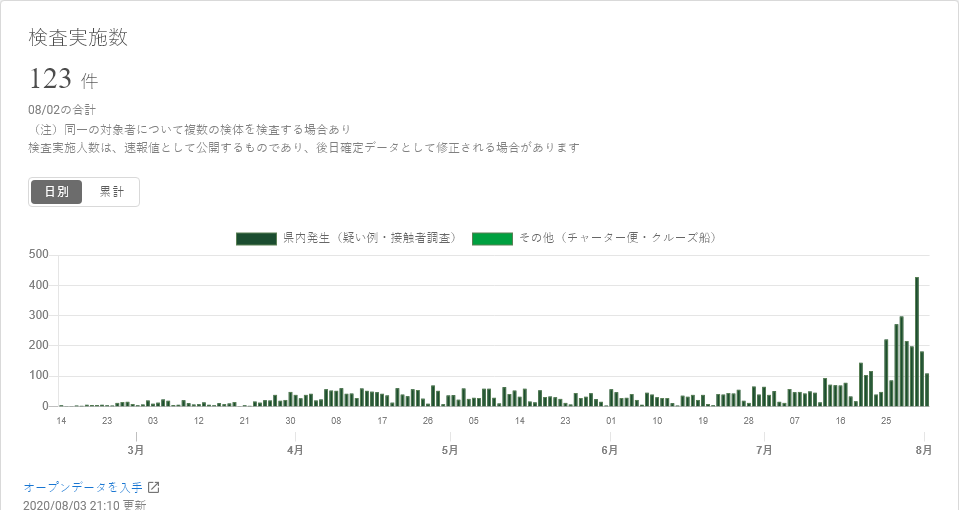 検査実施数
123 件
08/02の合計
（注）同一の対象者について複数の検体を検査する場合あり
検査実施人数は、速報値として公開するものであり、後日確定データとして修正される場合があります
日別 累計
県内発生（疑い例・接触者調査） その他（チャーター便・クルーズ船）
500
400
300
200
100
0
14 23 03 12 21 30 08 17 26 05 14 23 01 10 19 28 07 16 25
3月 4月 5月 6月 7月 8月
オープンデータを入手
2020/08/03 21:10 更新